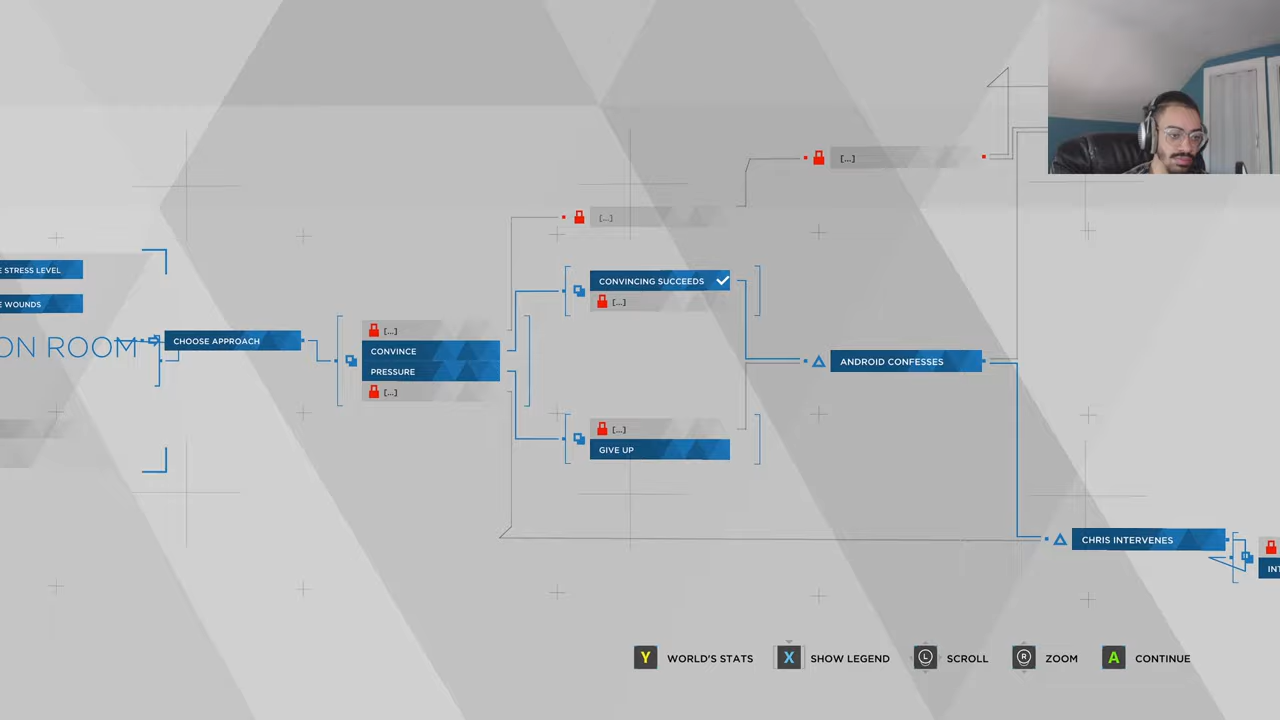 [...]
[...]
E STRESS LEVEL
CONVINCING SUCCEEDS
[...]
E WOUNDS
ON ROOM
CHOOSE APPROACH
[...]
CONVINCE
PRESSURE
[...]
ANDROID CONFESSES
[...]
GIVE UP
CHRIS INTERVENES
INT
Y WORLD'S STATS
X SHOW LEGEND
L SCROLL
R ZOOM
A CONTINUE